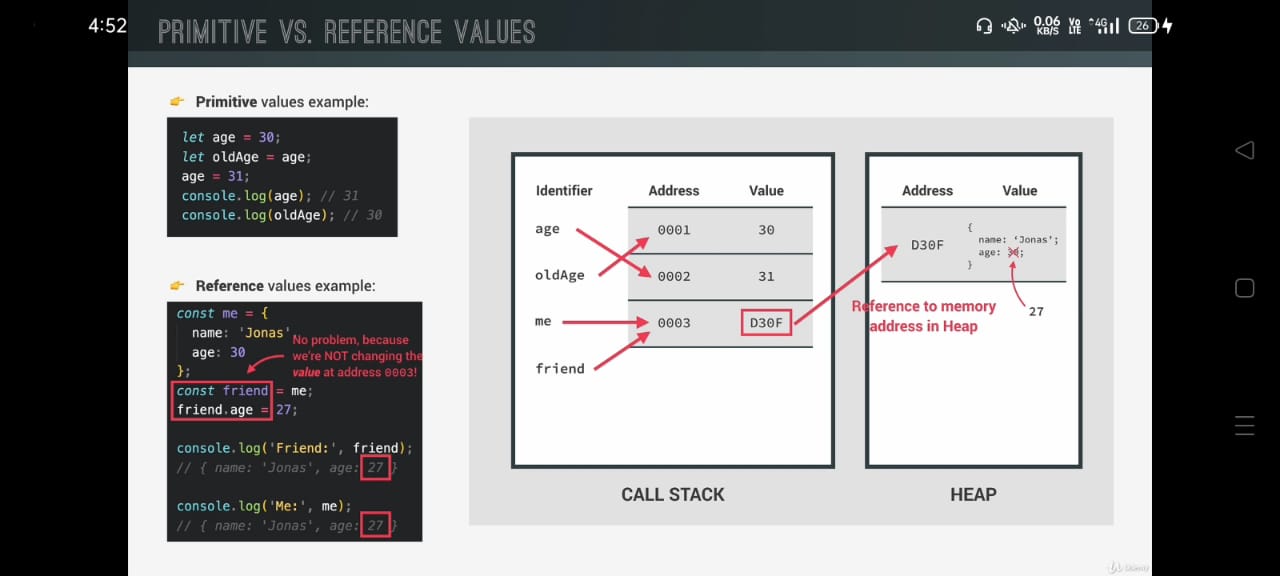 4:52
PRIMITIVE VS. REFERENCE VALUES
0.06 KB/S
Vo LTE
4G
26
Primitive values example:
let age = 30;
let oldAge = age;
age = 31;
console.log(age); // 31
console.log(oldAge); // 30
Reference values example:
const me = {
name: 'Jonas'
age: 30
};
const friend = me;
friend.age = 27;
console.log('Friend:', friend);
// { name: 'Jonas', age: 27 }
console.log('Me:', me);
// { name: 'Jonas', age: 27 }
No problem, because
we're NOT changing the
value at address 0003!
Identifier Address Value
age 0001 30
oldAge 0002 31
me 0003 D30F
friend
CALL STACK
Address Value
D30F
{
name: 'Jonas';
age: 30;
}
27
Reference to memory
address in Heap
HEAP
Udemy